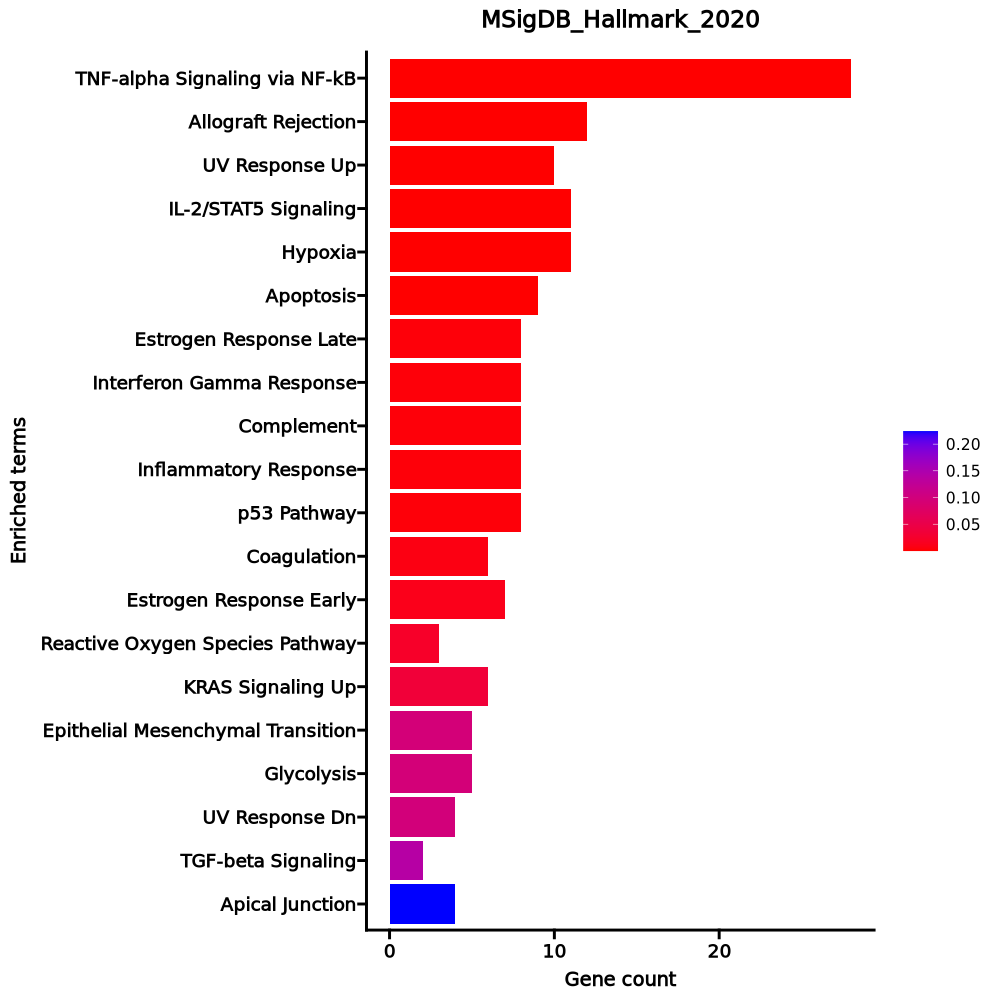 MSigDB_Hallmark_2020
TNF-alpha Signaling via NF-kB
Allograft Rejection
UV Response Up
IL-2/STAT5 Signaling
Hypoxia
Apoptosis
Estrogen Response Late
Interferon Gamma Response
Complement
Inflammatory Response
p53 Pathway
Coagulation
Estrogen Response Early
Reactive Oxygen Species Pathway
KRAS Signaling Up
Epithelial Mesenchymal Transition
Glycolysis
UV Response Dn
TGF-beta Signaling
Apical Junction
Enriched terms
0 10 20
Gene count
0.20
0.15
0.10
0.05